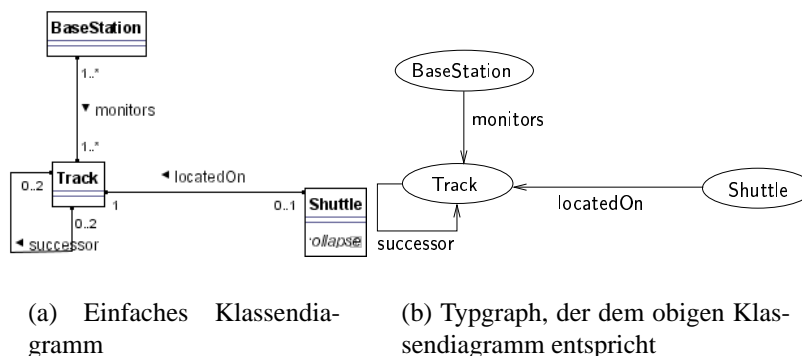 BaseStation
1..*
◄ monitors
1..*
Track
0..2
0..2
◄ successor
1
◄ locatedOn
0..1
Shuttle
ollapse
BaseStation
monitors
Track
successor
locatedOn
Shuttle
(a) Einfaches Klassendia-
gramm
(b) Typgraph, der dem obigen Klas-
sendiagramm entspricht